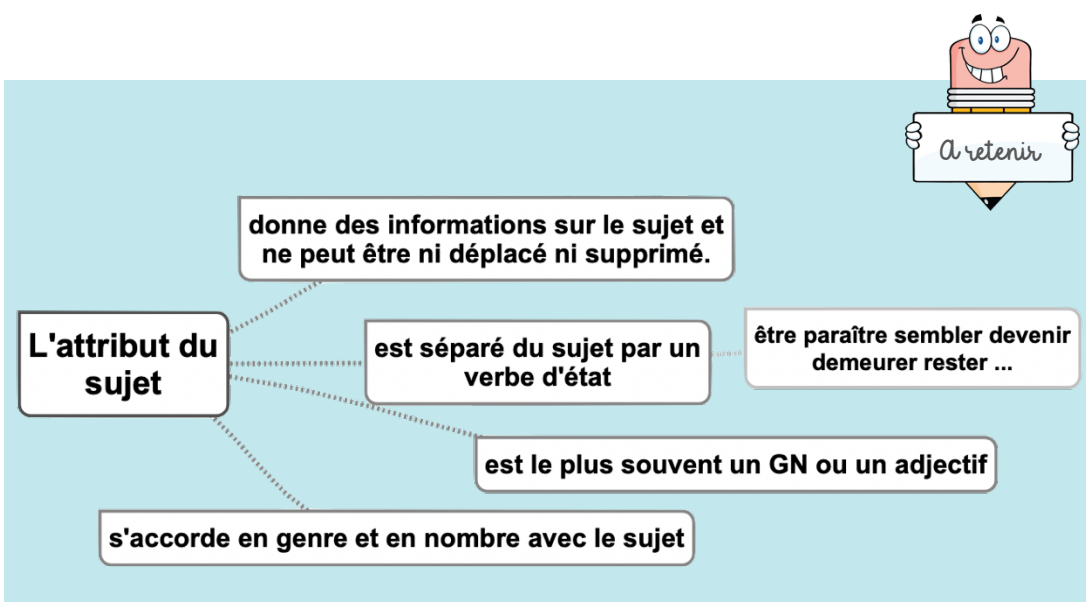 A retenir
donne des informations sur le sujet et
ne peut être ni déplacé ni supprimé.
L'attribut du
sujet
est séparé du sujet par un
verbe d'état
être paraître sembler devenir
demeurer rester ...
est le plus souvent un GN ou un adjectif
s'accorde en genre et en nombre avec le sujet